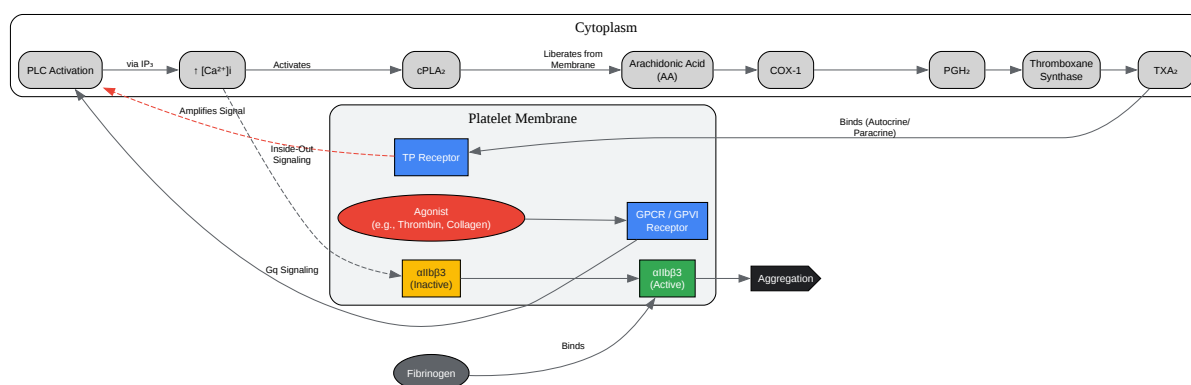 Cytoplasm
PLC Activation
via IP₃
↑ [Ca²⁺]i
Activates
cPLA₂
Liberates from
Membrane
Arachidonic Acid
(AA)
COX-1
PGH₂
Thromboxane
Synthase
TXA₂
Amplifies Signal
Platelet Membrane
Binds (Autocrine/
Paracrine)
Inside-Out
Signaling
TP Receptor
Agonist
(e.g., Thrombin, Collagen)
GPCR / GPVI
Receptor
Gq Signaling
αIIbβ3
(Inactive)
αIIbβ3
(Active)
Aggregation
Binds
Fibrinogen